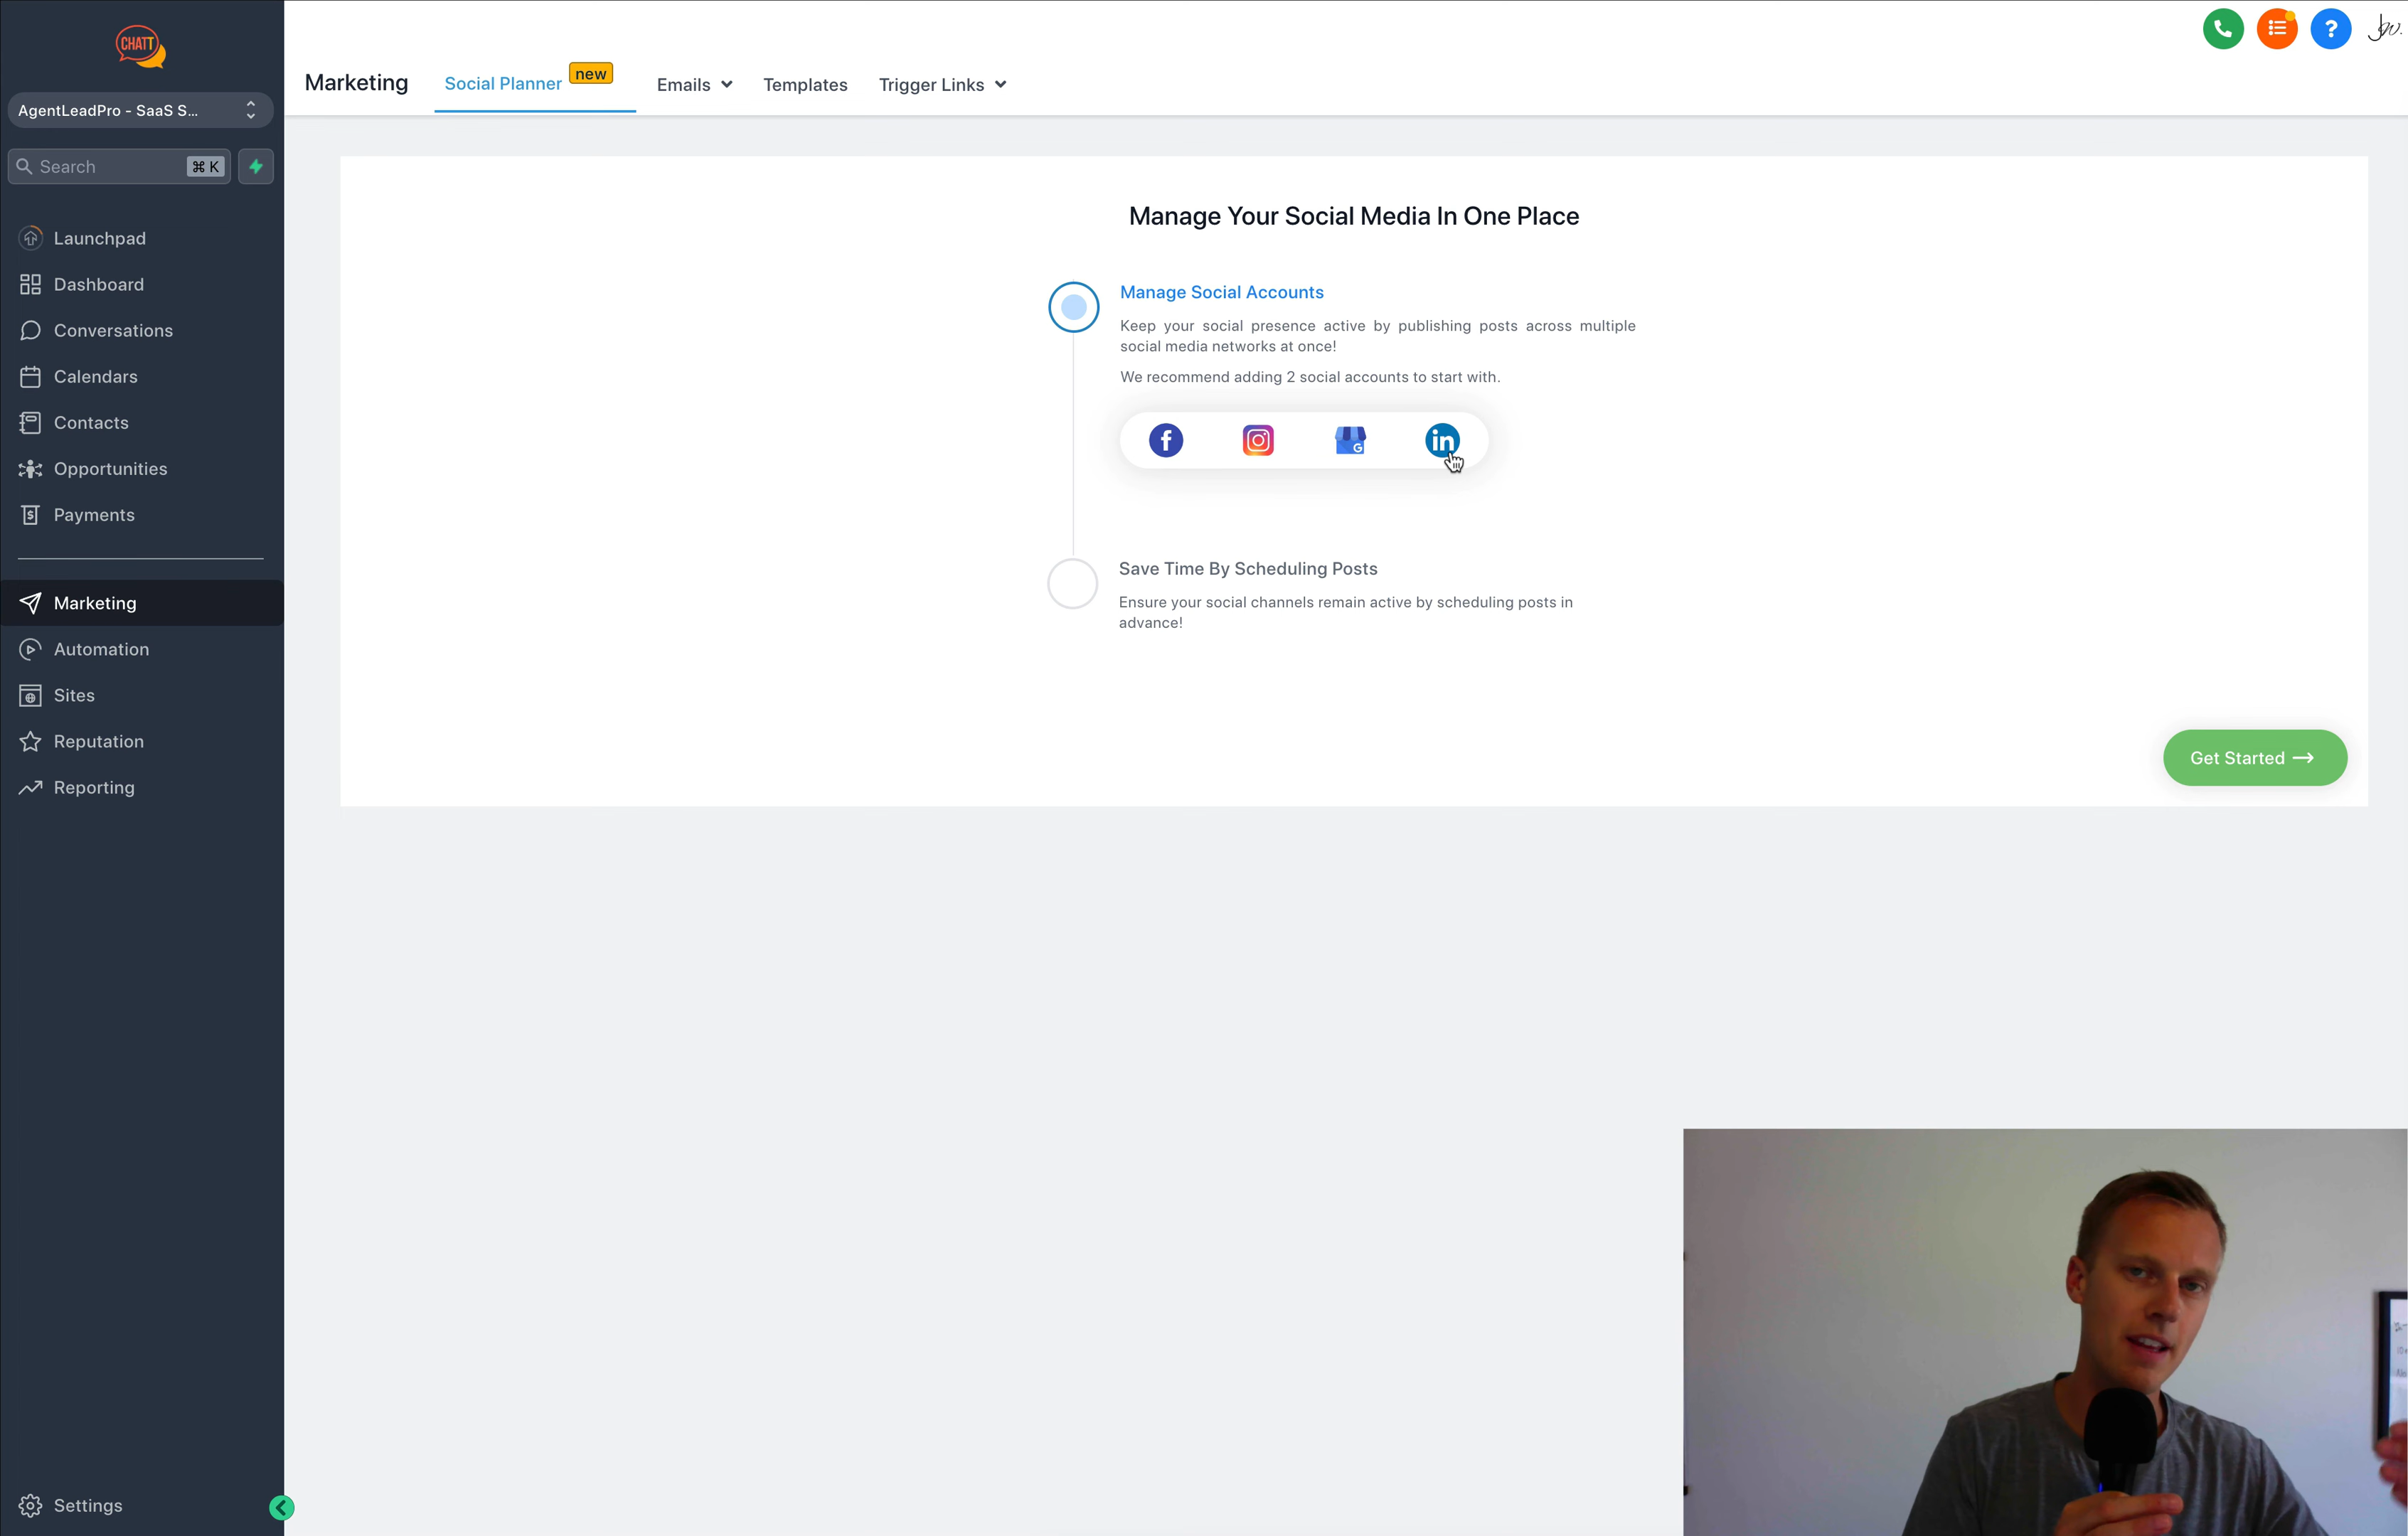 CHATT
AgentLeadPro - SaaS S...
Search ⌘ K
Launchpad
Dashboard
Conversations
Calendars
Contacts
Opportunities
Payments
Marketing
Automation
Sites
Reputation
Reporting
Settings
Marketing
Social Planner new
Emails
Templates
Trigger Links
?
Manage Your Social Media In One Place
Manage Social Accounts
Keep your social presence active by publishing posts across multiple
social media networks at once!
We recommend adding 2 social accounts to start with.
Save Time By Scheduling Posts
Ensure your social channels remain active by scheduling posts in
advance!
Get Started →